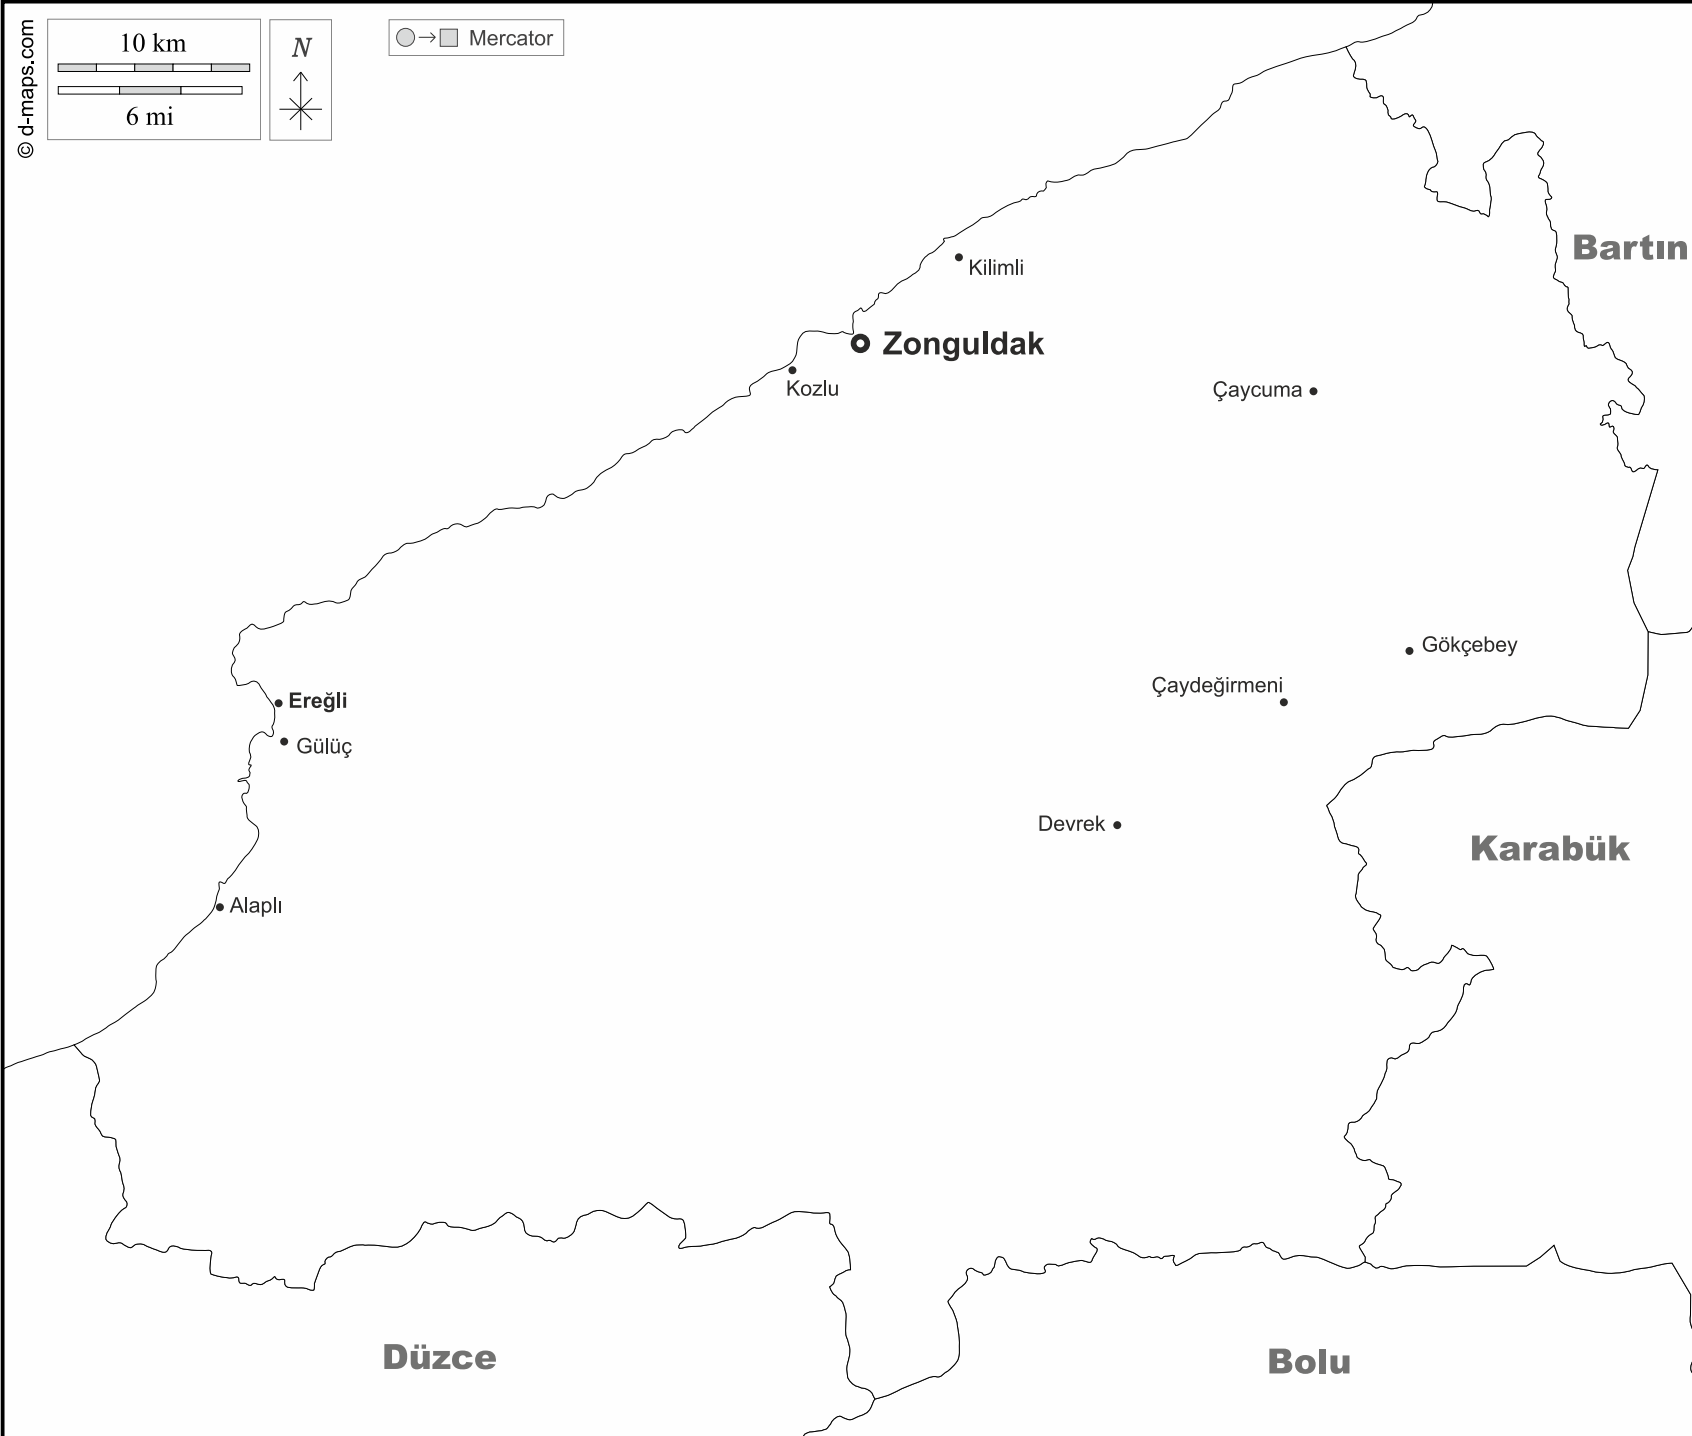 © d-maps.com
10 km
6 mi
N
Mercator
Bartın
Kilimli
Zonguldak
Kozlu
Çaycuma
Gökçebey
Çaydeğirmeni
Ereğli
Gülüç
Devrek
Karabük
Alaplı
Düzce
Bolu